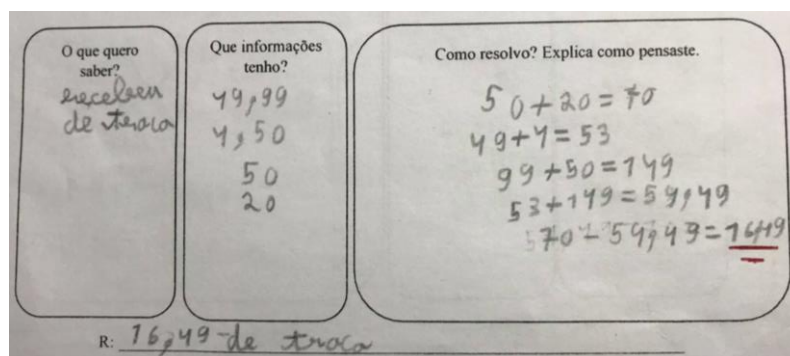 O que quero
saber?
receben
de troca
Que informações
tenho?
49,99
4,50
50
20
Como resolvo? Explica como pensaste.
50+20=70
49+4=53
99+50=149
53+149=54,49
70-54,49=16,49
R: 16,49 de troca